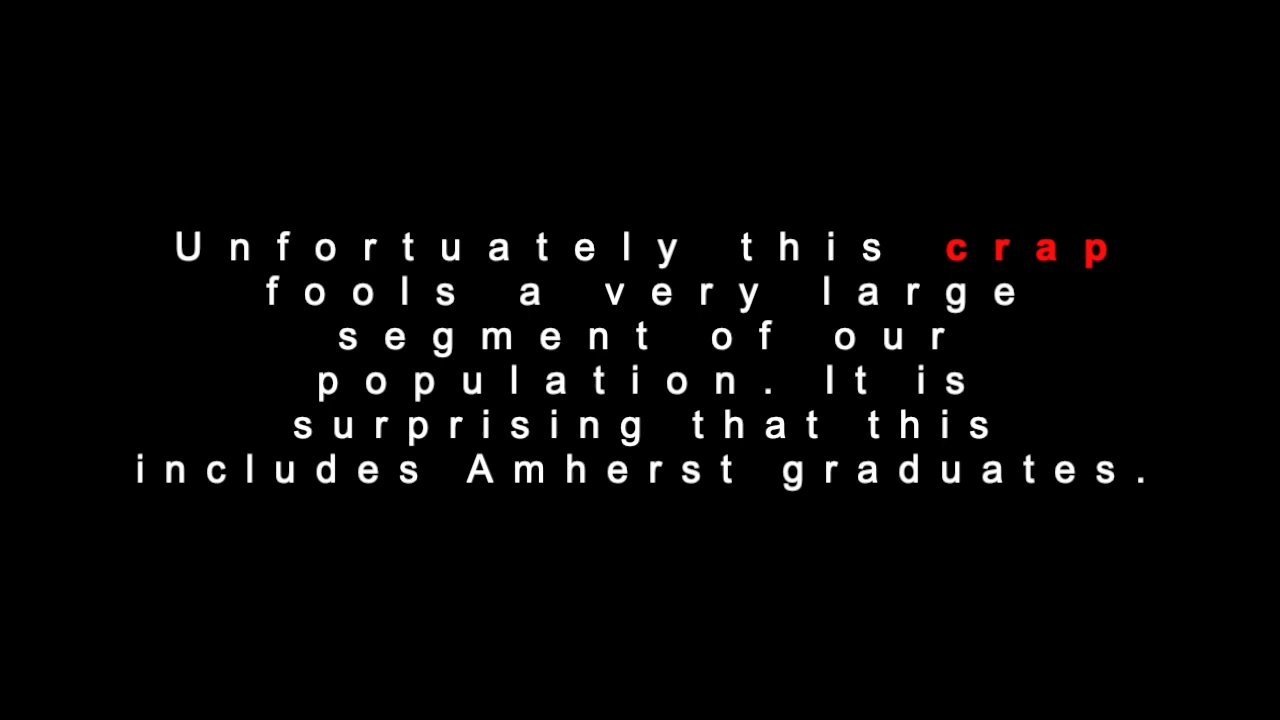 Unfortuately this crap
fools a very large
segment of our
population. It is
surprising that this
includes Amherst graduates.